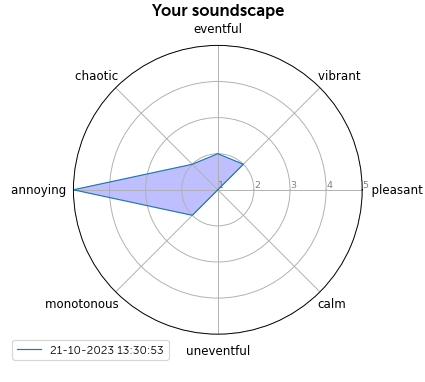 Your soundscape
eventful
chaotic
vibrant
annoying
1
2
3
4
5
pleasant
monotonous
calm
21-10-2023 13:30:53
uneventful